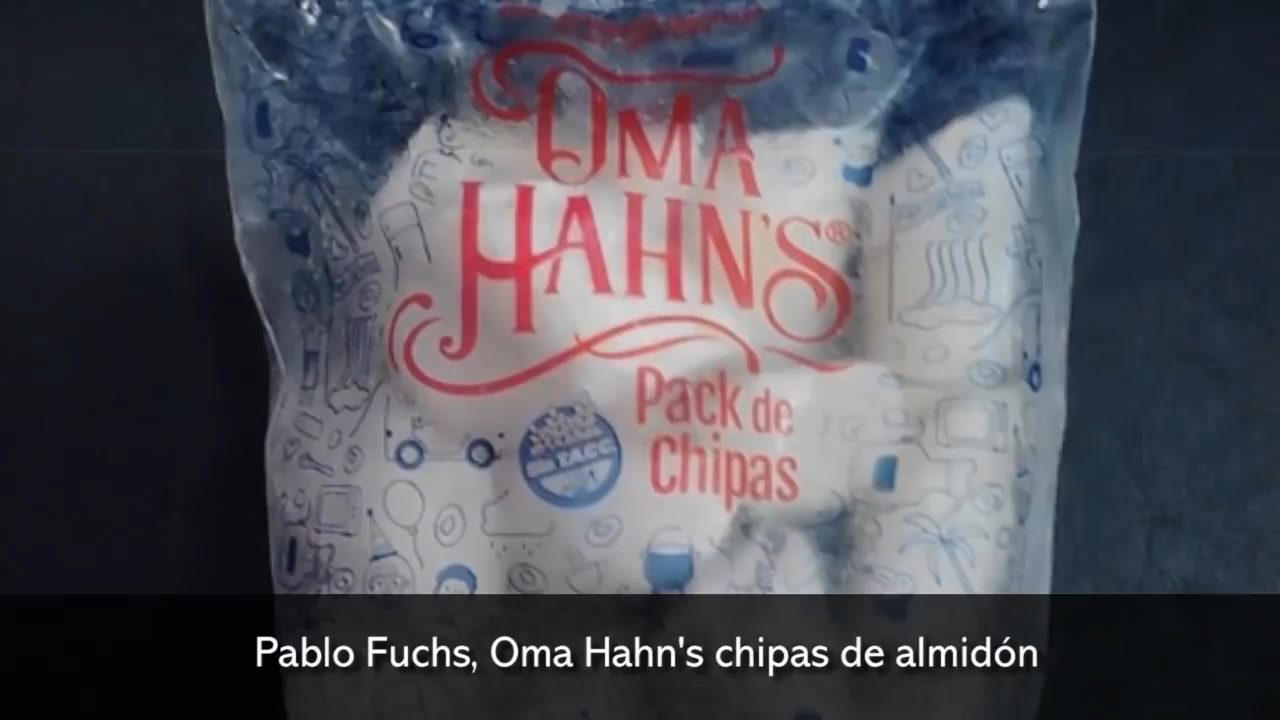 OMA
HAHN'S®
Pack de
Chipas
Pablo Fuchs, Oma Hahn's chipas de almidón